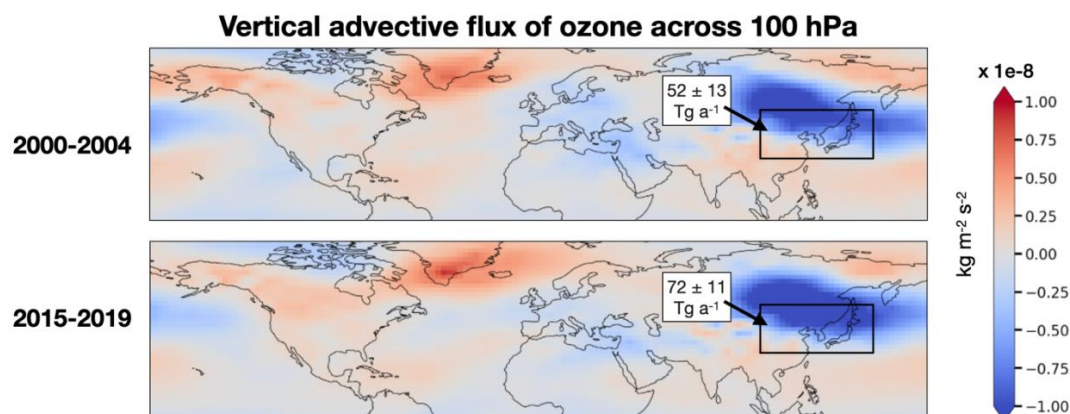 Vertical advective flux of ozone across 100 hPa
2000-2004
52 ± 13
Tg a⁻¹
2015-2019
72 ± 11
Tg a⁻¹
x 1e-8
1.00
0.75
0.50
0.25
0.00
−0.25
−0.50
−0.75
−1.00
kg m⁻² s⁻²